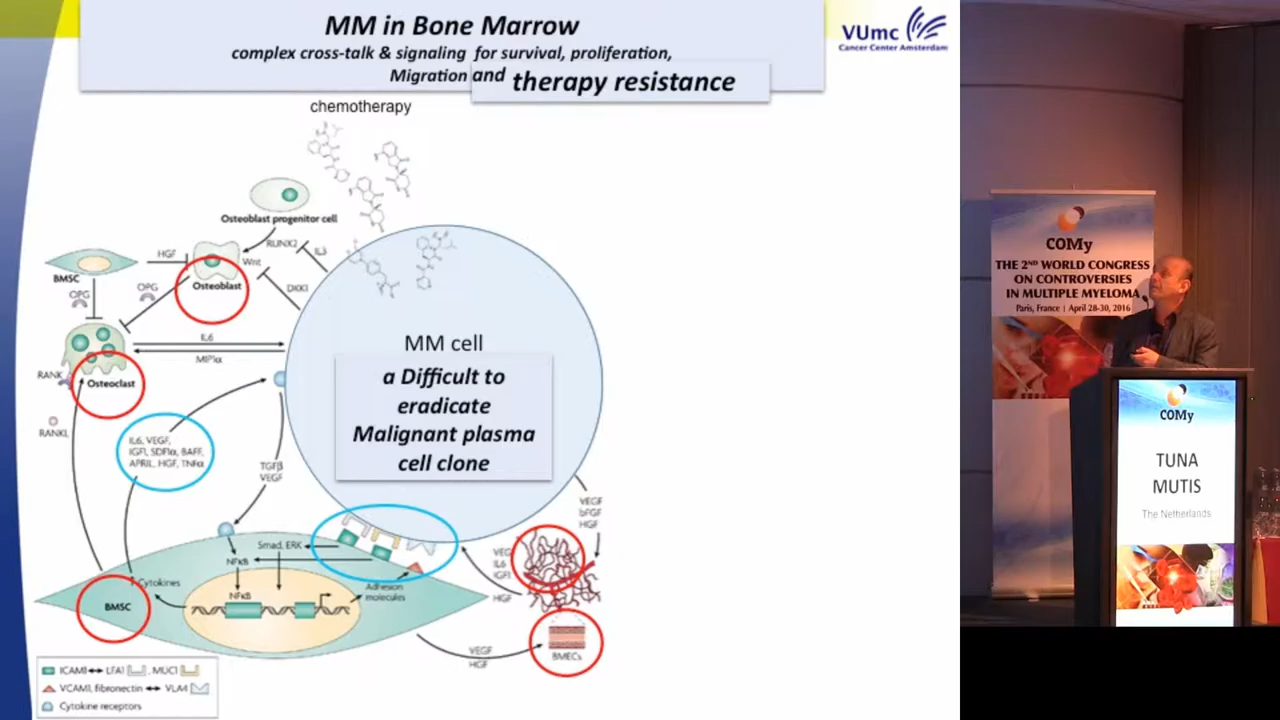 MM in Bone Marrow
complex cross-talk & signaling for survival, proliferation,
Migration and therapy resistance
VUmc
Cancer Center Amsterdam
chemotherapy
Osteoblast progenitor cell
RUNX2
IL3
HGF
Wnt
BMSC
OPG
OPG
Osteoblast
DKK1
IL6
MIP1α
RANK
Osteoclast
RANKL
MM cell
a Difficult to
eradicate
Malignant plasma
cell clone
IL6, VEGF,
IGF1, SDF1α, BAFF,
APRIL, HGF, TNFα
TGFβ
VEGF
VEGF
bFGF
HGF
Smad, ERK
NFκB
NFκB
Cytokines
BMSC
Adhesion
molecules
IL6
IGF1
HGF
VEGF
HGF
BMECs
ICAM1 LFA1 , MUC1
VCAM1, fibronectin VLA4
Cytokine receptors
COMy
THE 2ND WORLD CONGRESS
ON CONTROVERSIES
IN MULTIPLE MYELOMA
Paris, France | April 28-30, 2016
COMy
TUNA
MUTIS
The Netherlands